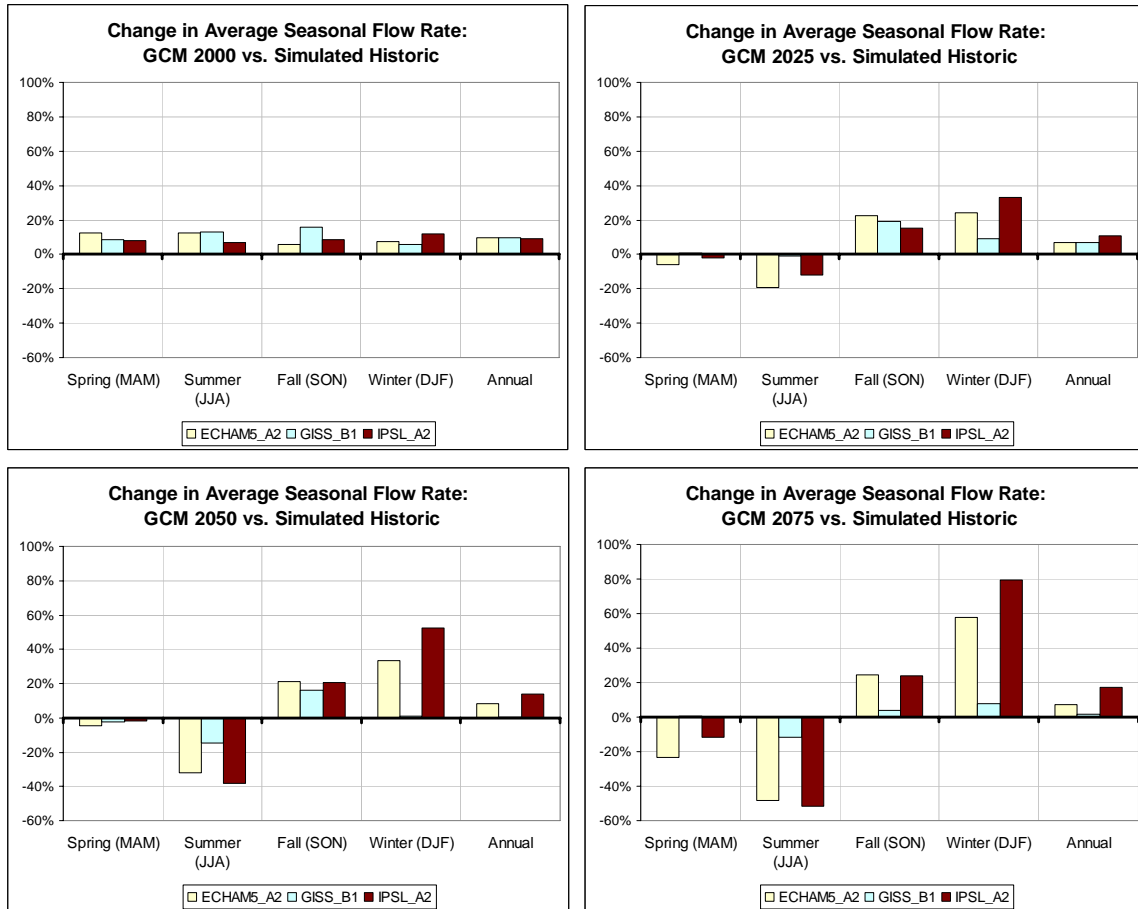 Change in Average Seasonal Flow Rate:
GCM 2000 vs. Simulated Historic
100%
80%
60%
40%
20%
0%
-20%
-40%
-60%
Spring (MAM)
Summer
(JJA)
Fall (SON)
Winter (DJF)
Annual
ECHAM5_A2
GISS_B1
IPSL_A2
Change in Average Seasonal Flow Rate:
GCM 2025 vs. Simulated Historic
100%
80%
60%
40%
20%
0%
-20%
-40%
-60%
Spring (MAM)
Summer
(JJA)
Fall (SON)
Winter (DJF)
Annual
ECHAM5_A2
GISS_B1
IPSL_A2
Change in Average Seasonal Flow Rate:
GCM 2050 vs. Simulated Historic
100%
80%
60%
40%
20%
0%
-20%
-40%
-60%
Spring (MAM)
Summer
(JJA)
Fall (SON)
Winter (DJF)
Annual
ECHAM5_A2
GISS_B1
IPSL_A2
Change in Average Seasonal Flow Rate:
GCM 2075 vs. Simulated Historic
100%
80%
60%
40%
20%
0%
-20%
-40%
-60%
Spring (MAM)
Summer
(JJA)
Fall (SON)
Winter (DJF)
Annual
ECHAM5_A2
GISS_B1
IPSL_A2